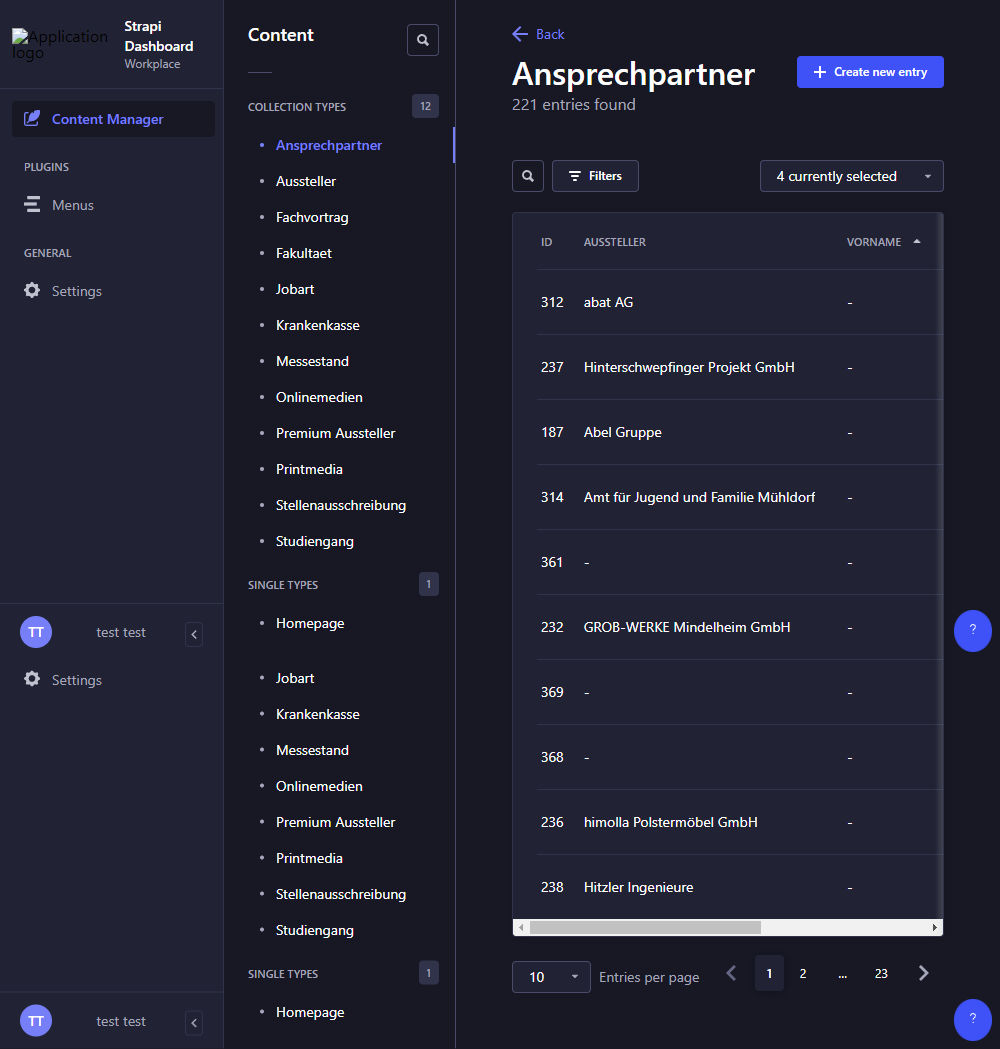 Application logo
Strapi Dashboard
Workplace
Content Manager
PLUGINS
Menus
GENERAL
Settings
TT test test
Settings
TT test test
Content
COLLECTION TYPES 12
Ansprechpartner
Aussteller
Fachvortrag
Fakultaet
Jobart
Krankenkasse
Messestand
Onlinemedien
Premium Aussteller
Printmedia
Stellenausschreibung
Studiengang
SINGLE TYPES 1
Homepage
Jobart
Krankenkasse
Messestand
Onlinemedien
Premium Aussteller
Printmedia
Stellenausschreibung
Studiengang
SINGLE TYPES 1
Homepage
Back
Ansprechpartner
Create new entry
221 entries found
Filters
4 currently selected
ID AUSSTELLER VORNAME
312 abat AG -
237 Hinterschwepfinger Projekt GmbH -
187 Abel Gruppe -
314 Amt für Jugend und Familie Mühldorf -
361 - -
232 GROB-WERKE Mindelheim GmbH -
369 - -
368 - -
236 himolla Polstermöbel GmbH -
238 Hitzler Ingenieure -
10 Entries per page 1 2 ... 23
?
?